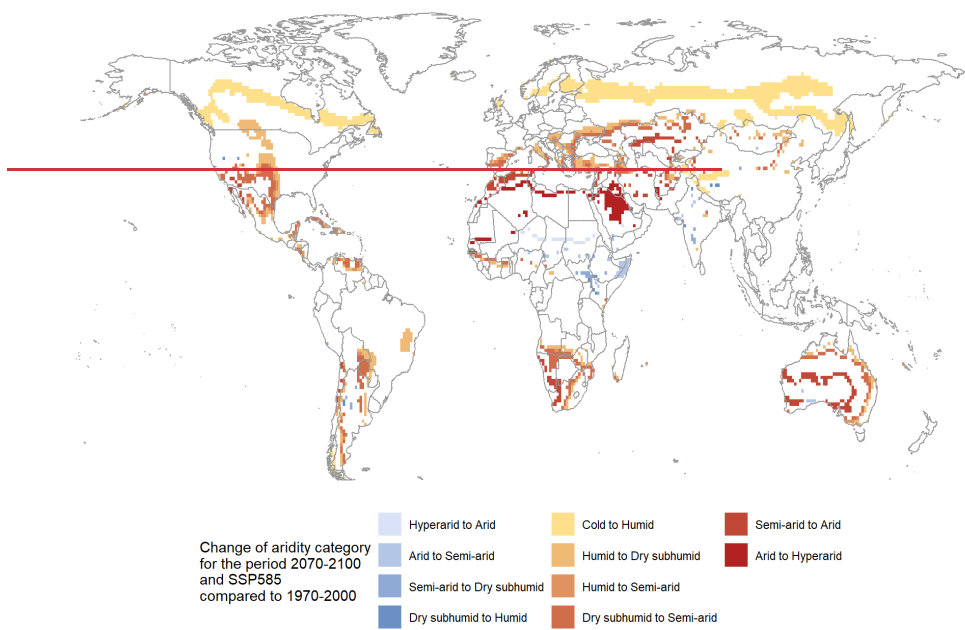 Change of aridity category
for the period 2070-2100
and SSP585
compared to 1970-2000
Hyperarid to Arid
Arid to Semi-arid
Semi-arid to Dry subhumid
Dry subhumid to Humid
Cold to Humid
Humid to Dry subhumid
Humid to Semi-arid
Dry subhumid to Semi-arid
Semi-arid to Arid
Arid to Hyperarid